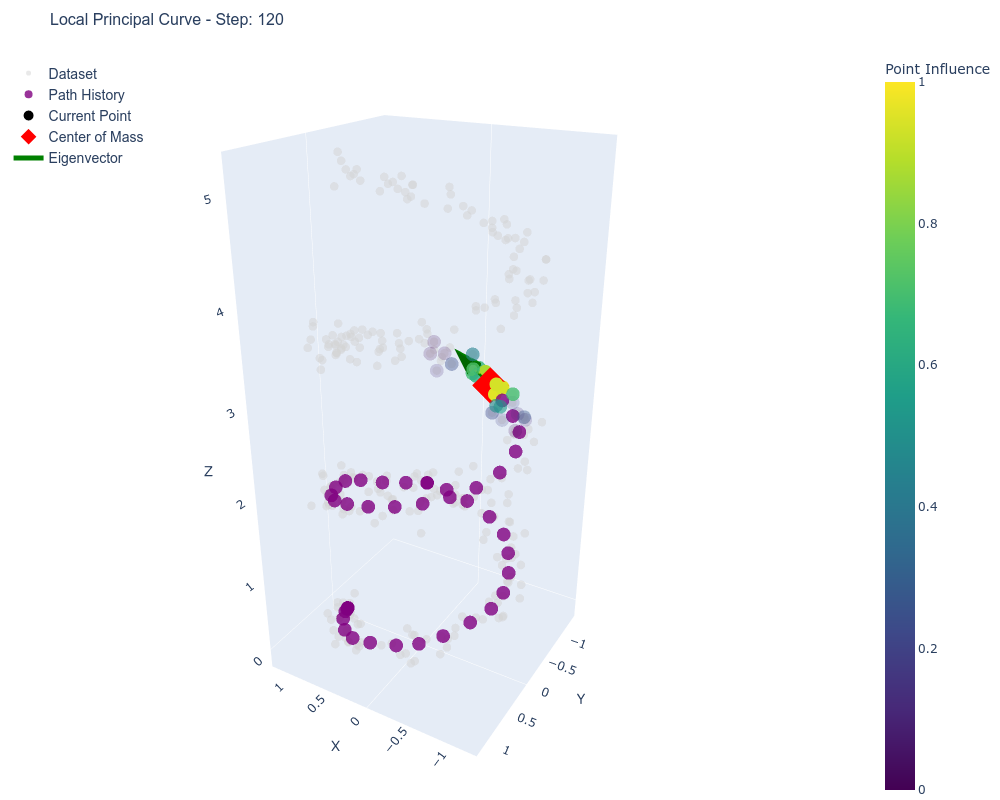 Local Principal Curve - Step: 120
Dataset
Path History
Current Point
Center of Mass
Eigenvector
Point Influence
1
0.8
0.6
0.4
0.2
0
5
4
3
2
1
0
Z
1
0.5
0
−0.5
−1
X
−1
−0.5
0
0.5
1
Y